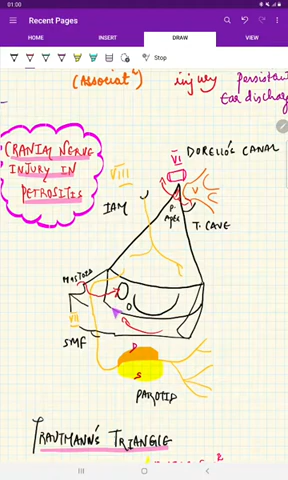 01:00
Recent Pages
HOME INSERT DRAW VIEW
Stop
(Associatⁿ) injury Persistant
Ear discharg
CRANIAL NERVE
INJURY IN
PETROSITIS
VI DORELLO'S CANAL
VIII
V
IAM
P.
Apex
T. CAVE
MASTOID
VII
SMF
D
S
PAROTID
TRAUTMANN'S TRIANGLE